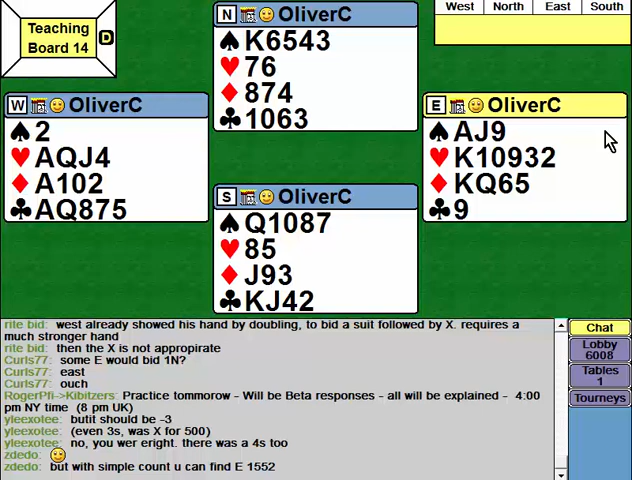 Teaching
Board 14
D
West North East South
N OliverC
♠K6543
♥76
♦874
♣1063
W OliverC
♠2
♥AQJ4
♦A102
♣AQ875
E OliverC
♠AJ9
♥K10932
♦KQ65
♣9
S OliverC
♠Q1087
♥85
♦J93
♣KJ42
rite bid: west already showed his hand by doubling, to bid a suit followed by X. requires a
much stronger hand
rite bid: then the X is not appropirate
Curls77: some E would bid 1N?
Curls77: east
Curls77: ouch
RogerPfi->Kibitzers: Practice tommorow - Will be Beta responses - all will be explained - 4:00
pm NY time (8 pm UK)
yleexotee: butit should be -3
yleexotee: (even 3s, was X for 500)
yleexotee: no, you wer eright. there was a 4s too
zdedo:
zdedo: but with simple count u can find E 1552
Chat
Lobby
6008
Tables
1
Tourneys